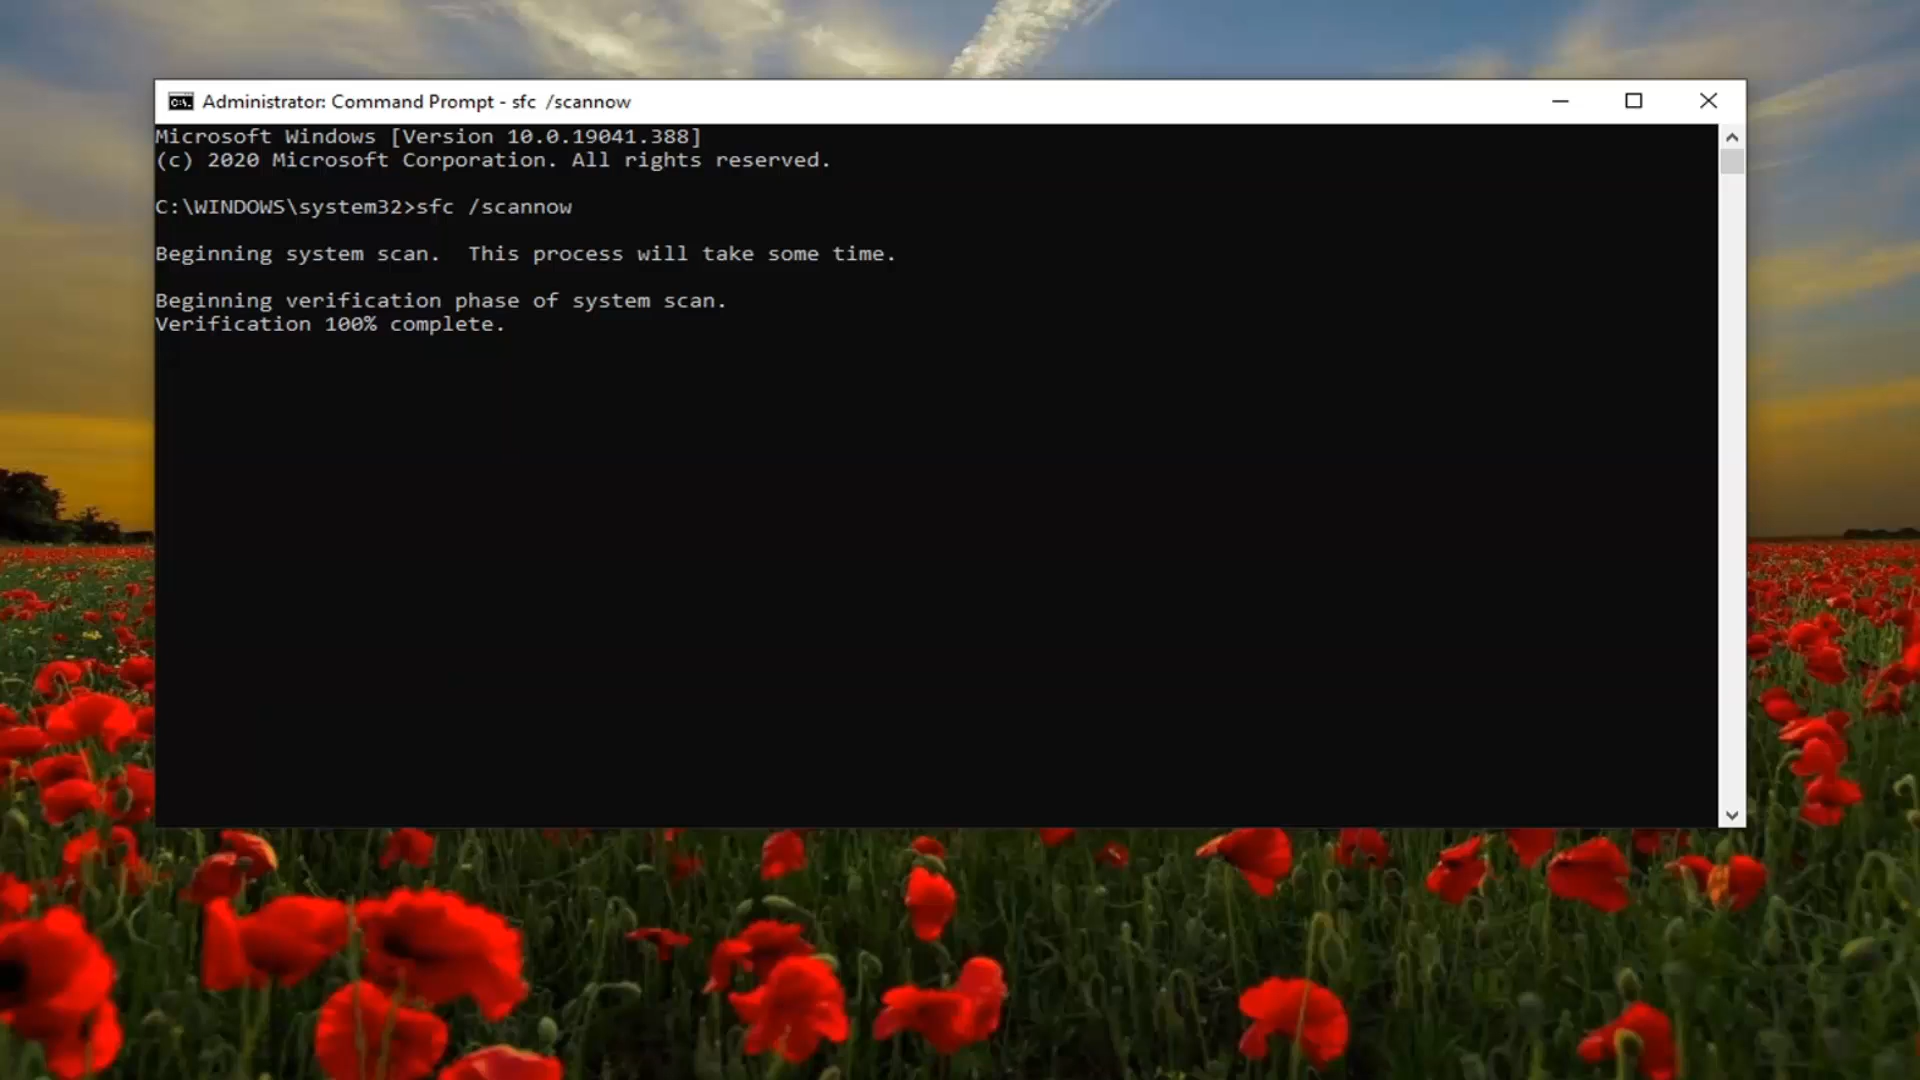 Administrator: Command Prompt - sfc  /scannow
Microsoft Windows [Version 10.0.19041.388]
(c) 2020 Microsoft Corporation. All rights reserved.
C:\WINDOWS\system32>sfc /scannow
Beginning system scan.  This process will take some time.
Beginning verification phase of system scan.
Verification 100% complete.